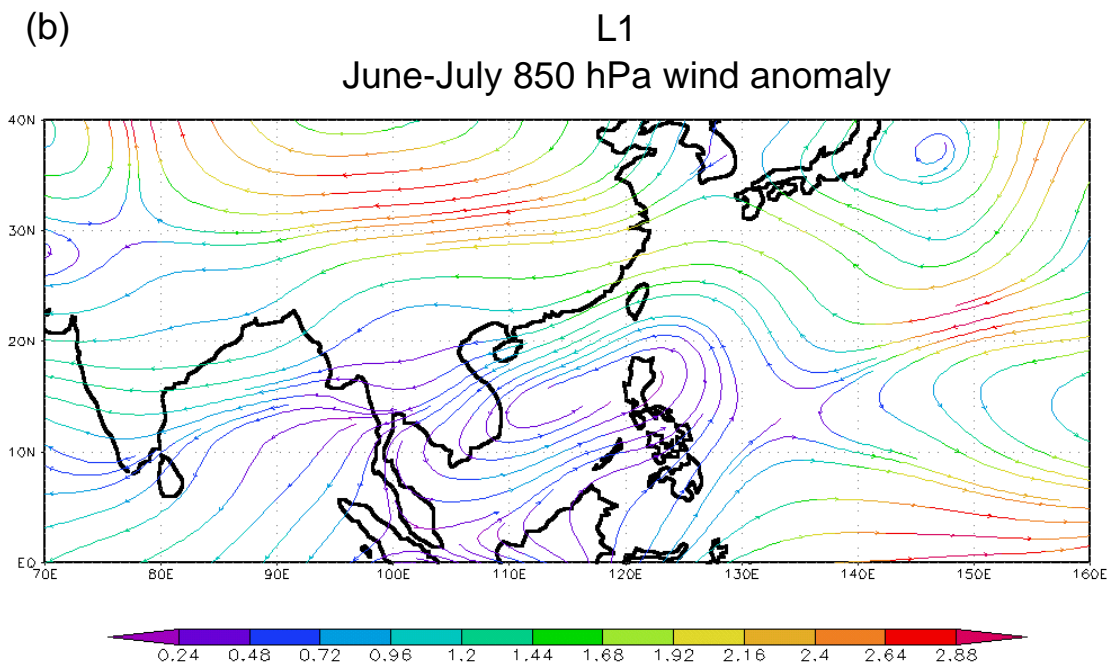 (b)
L1
June-July 850 hPa wind anomaly
40N
30N
20N
10N
EQ
70E 80E 90E 100E 110E 120E 130E 140E 150E 160E
0.24 0.48 0.72 0.96 1.2 1.44 1.68 1.92 2.16 2.4 2.64 2.88